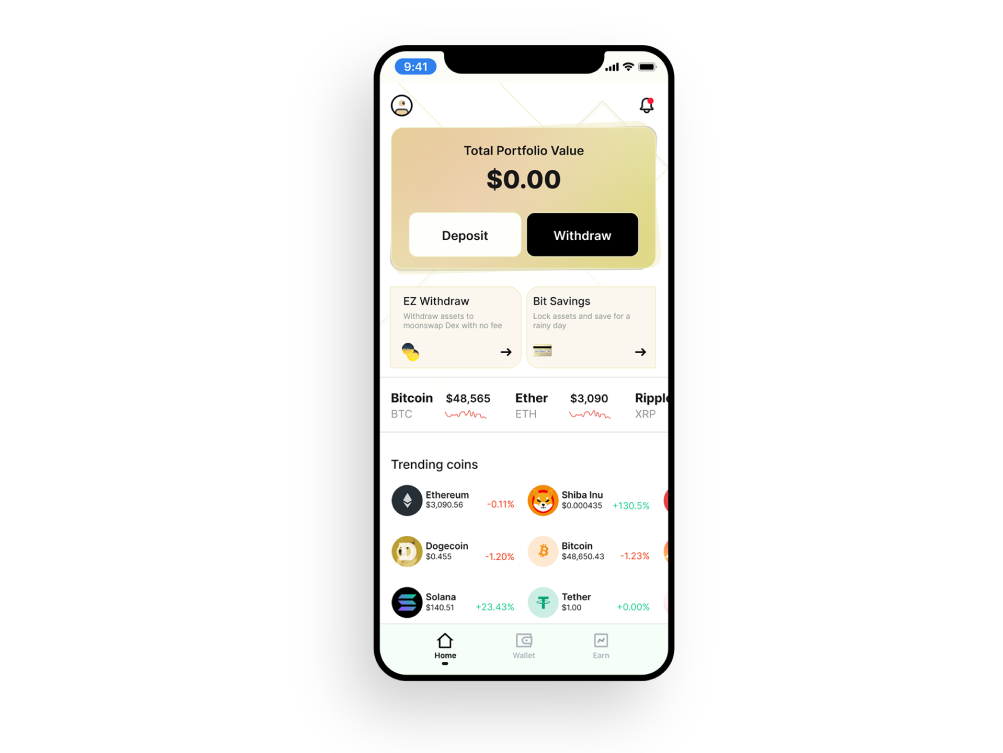 9:41
Total Portfolio Value
$0.00
Deposit Withdraw
EZ Withdraw
Withdraw assets to
moonswap Dex with no fee
Bit Savings
Lock assets and save for a
rainy day
Bitcoin $48,565 Ether $3,090 Ripple
BTC ETH XRP
Trending coins
Ethereum
$3,090.56 -0.11%
Shiba Inu
$0.000435 +130.5%
Dogecoin
$0.455 -1.20%
Bitcoin
$48,650.43 -1.23%
Solana
$140.51 +23.43%
Tether
$1.00 +0.00%
Home Wallet Earn